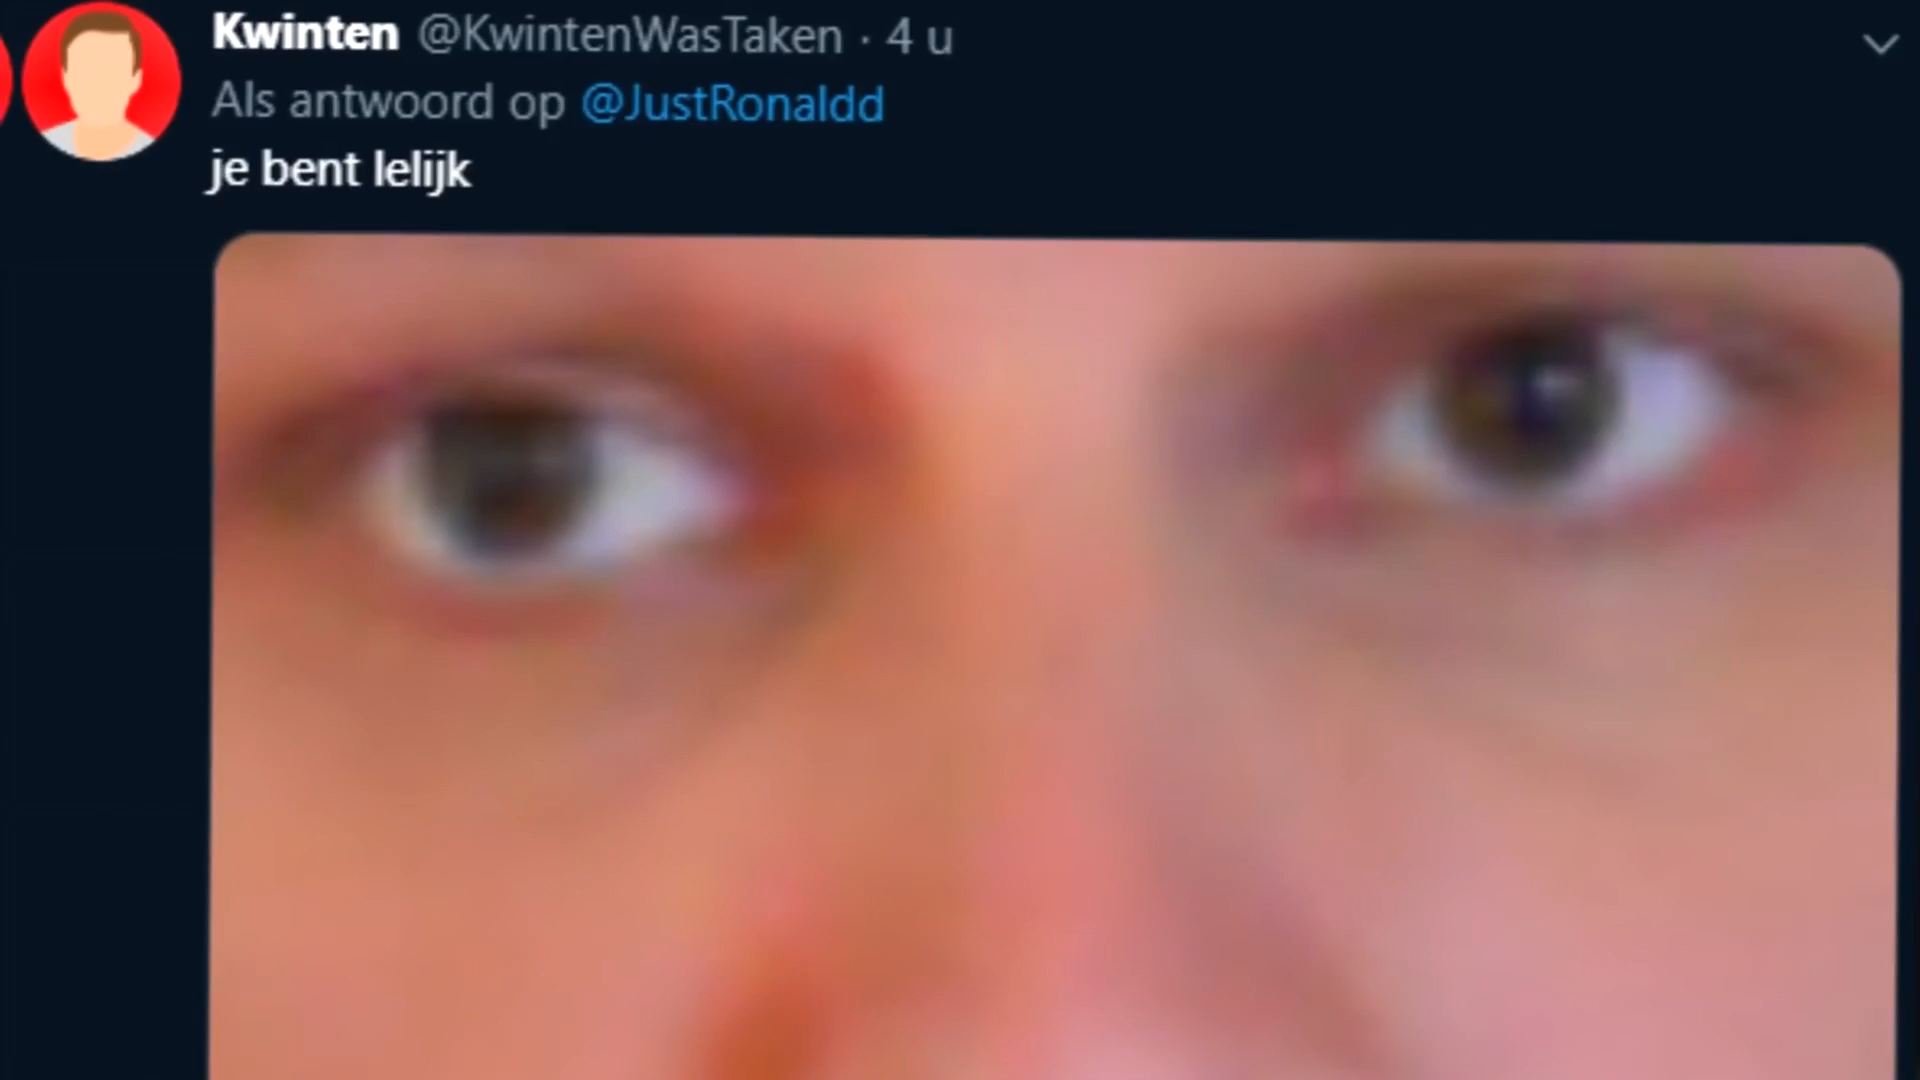 Kwinten @KwintenWasTaken · 4 u
Als antwoord op @JustRonaldd
je bent lelijk